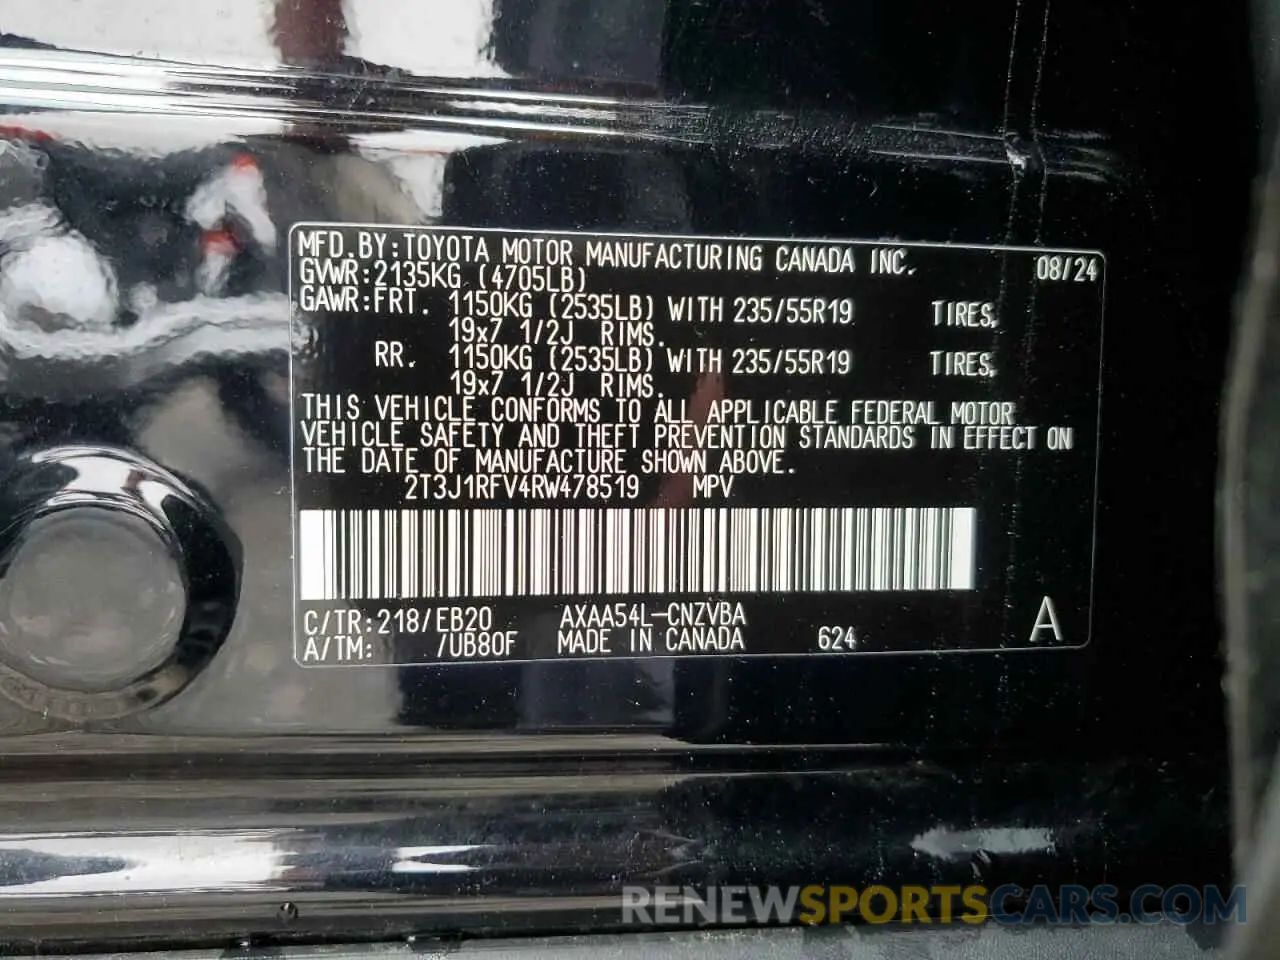 MFD.BY:TOYOTA MOTOR MANUFACTURING CANADA INC. 08/24
GVWR:2135KG (4705LB)
GAWR:FRT. 1150KG (2535LB) WITH 235/55R19 TIRES,
19x7 1/2J RIMS.
RR. 1150KG (2535LB) WITH 235/55R19 TIRES,
19x7 1/2J RIMS.
THIS VEHICLE CONFORMS TO ALL APPLICABLE FEDERAL MOTOR
VEHICLE SAFETY AND THEFT PREVENTION STANDARDS IN EFFECT ON
THE DATE OF MANUFACTURE SHOWN ABOVE.
2T3J1RFV4RW478519 MPV
C/TR:218/EB20 AXAA54L-CNZVBA
A/TM: /UB80F MADE IN CANADA 624 A
RENEWSPORTSCARS.COM